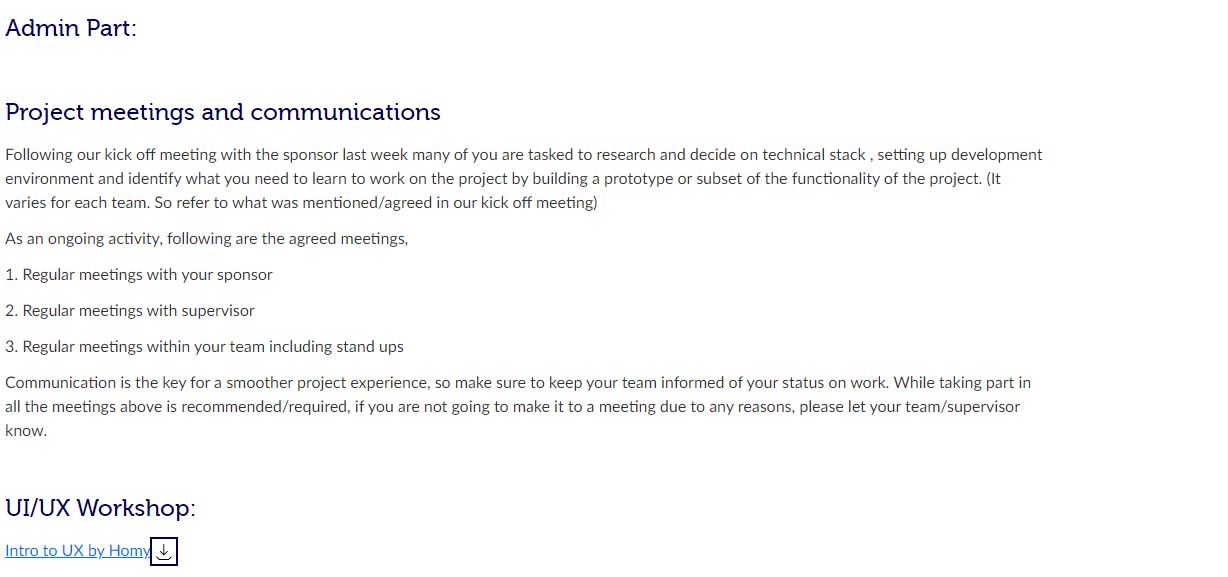 Admin Part:
Project meetings and communications
Following our kick off meeting with the sponsor last week many of you are tasked to research and decide on technical stack , setting up development
environment and identify what you need to learn to work on the project by building a prototype or subset of the functionality of the project. (It
varies for each team. So refer to what was mentioned/agreed in our kick off meeting)
As an ongoing activity, following are the agreed meetings,
1. Regular meetings with your sponsor
2. Regular meetings with supervisor
3. Regular meetings within your team including stand ups
Communication is the key for a smoother project experience, so make sure to keep your team informed of your status on work. While taking part in
all the meetings above is recommended/required, if you are not going to make it to a meeting due to any reasons, please let your team/supervisor
know.
UI/UX Workshop:
Intro to UX by Homy